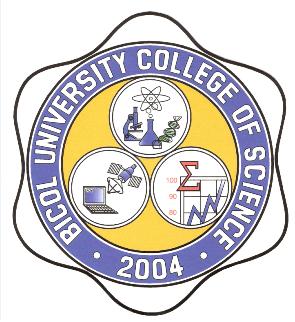 BICOL UNIVERSITY COLLEGE OF SCIENCE
Σ
100
90
80
· 2004 ·